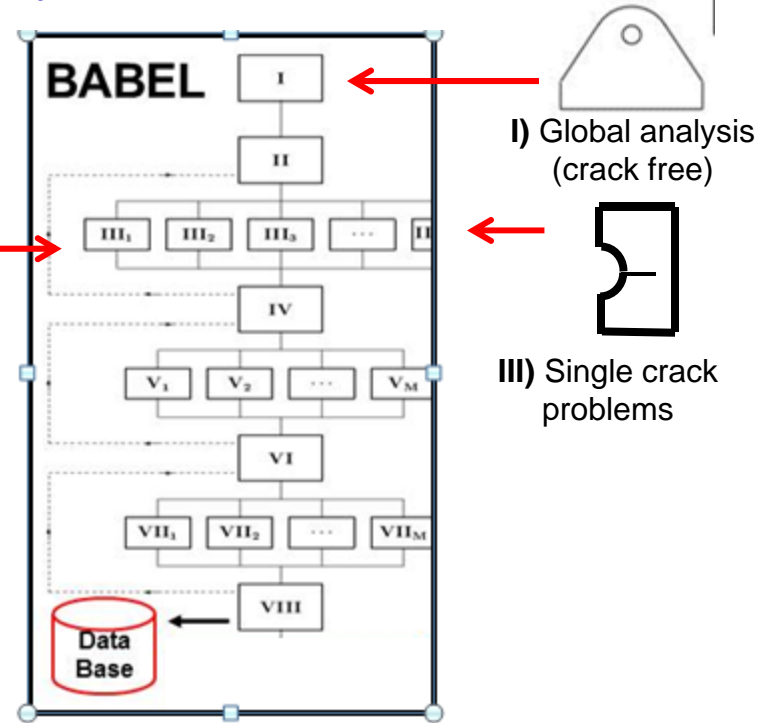 BABEL
I
II
III₁ III₂ III₃ ... II
IV
V₁ V₂ ... V_M
VI
VII₁ VII₂ ... VII_M
VIII
Data
Base
I) Global analysis
(crack free)
III) Single crack
problems